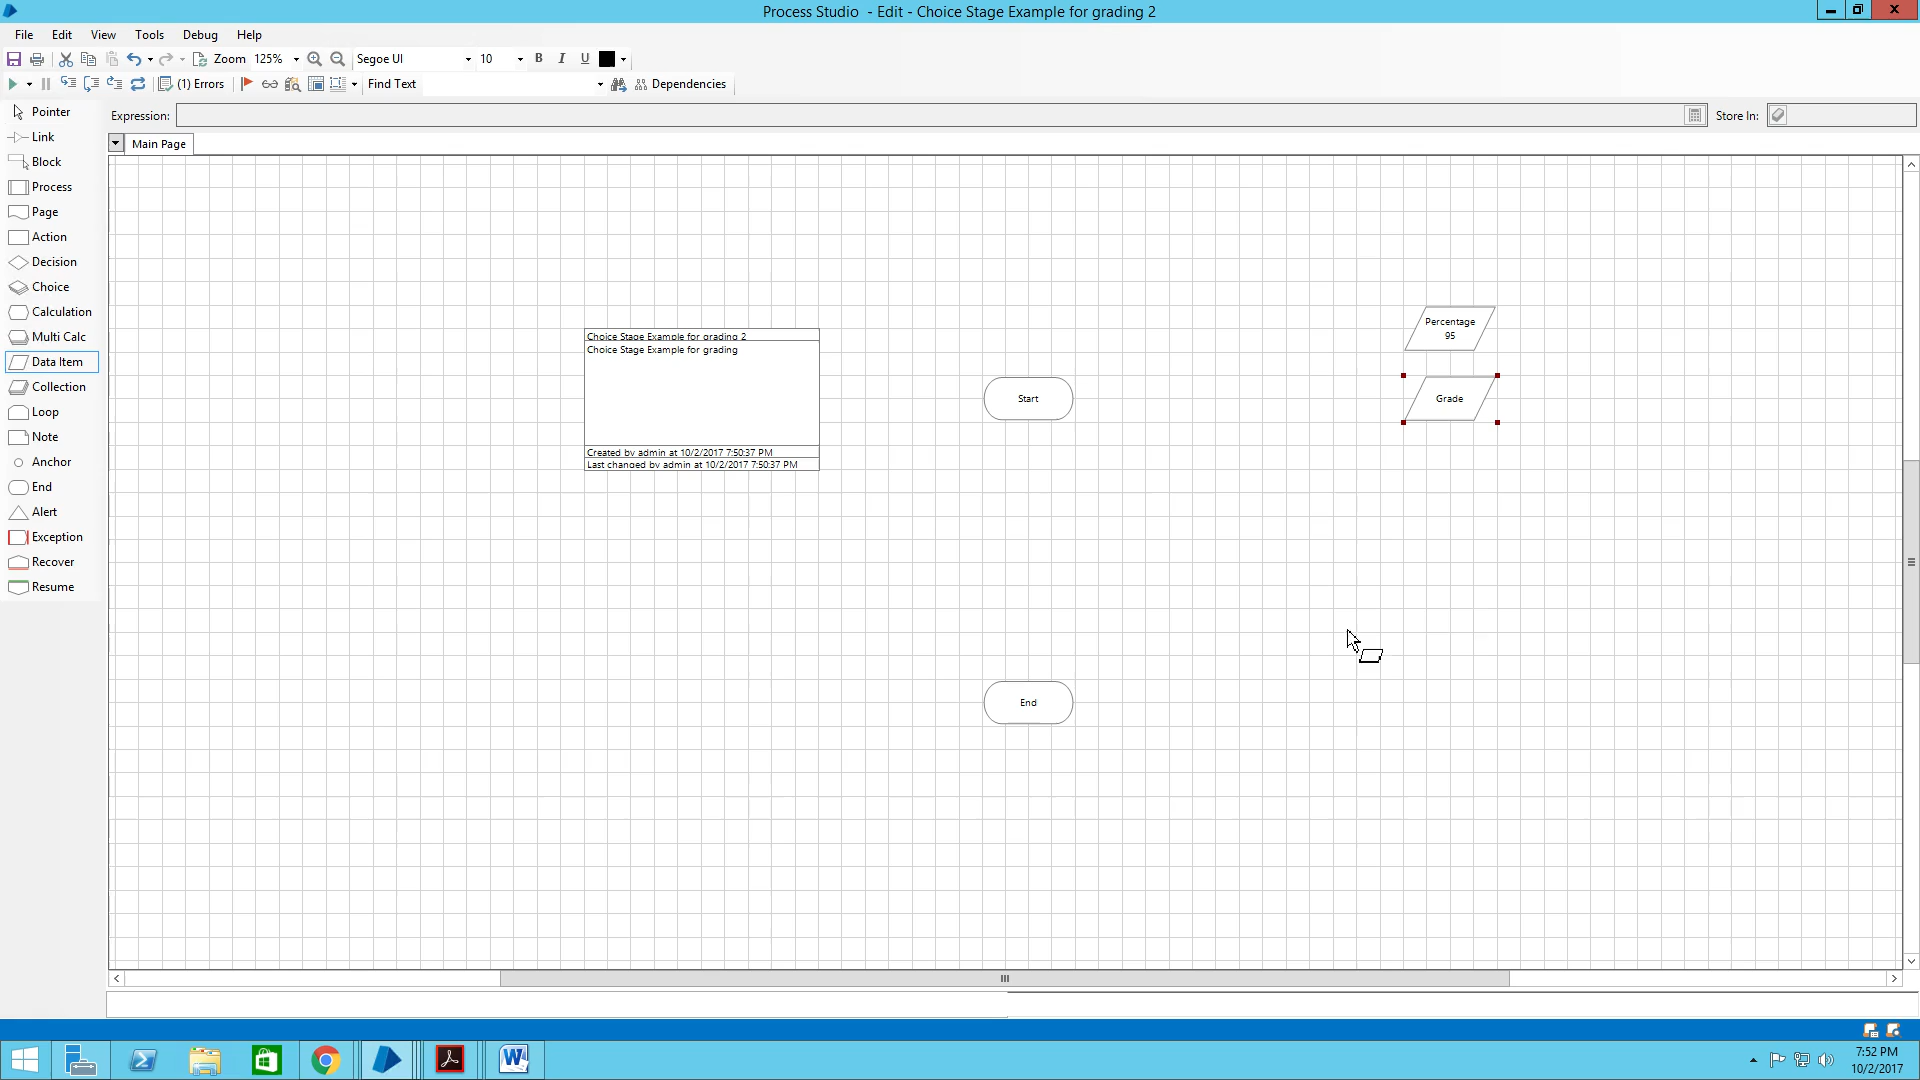 Process Studio - Edit - Choice Stage Example for grading 2
File Edit View Tools Debug Help
Zoom 125% Segoe UI 10 B I U
(1) Errors Find Text Dependencies
Pointer
Link
Block
Process
Page
Action
Decision
Choice
Calculation
Multi Calc
Data Item
Collection
Loop
Note
Anchor
End
Alert
Exception
Recover
Resume
Expression:
Store In:
Main Page
Choice Stage Example for grading 2
Choice Stage Example for grading
Created by admin at 10/2/2017 7:50:37 PM
Last changed by admin at 10/2/2017 7:50:37 PM
Start
Percentage
95
Grade
End
7:52 PM
10/2/2017